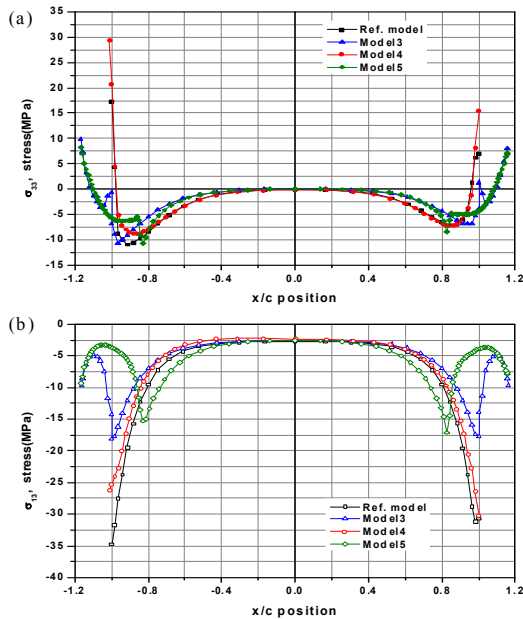 (a)
35
30
25
20
15
10
5
0
-5
-10
-15
σ33, stress(MPa)
Ref. model
Model3
Model4
Model5
-1.2 -0.8 -0.4 0.0 0.4 0.8 1.2
x/c position
(b)
0
-5
-10
-15
-20
-25
-30
-35
-40
σ13, stress(MPa)
Ref. model
Model3
Model4
Model5
-1.2 -0.8 -0.4 0.0 0.4 0.8 1.2
x/c position